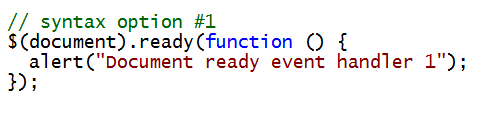 // syntax option #1
$(document).ready(function () {
  alert("Document ready event handler 1");
});